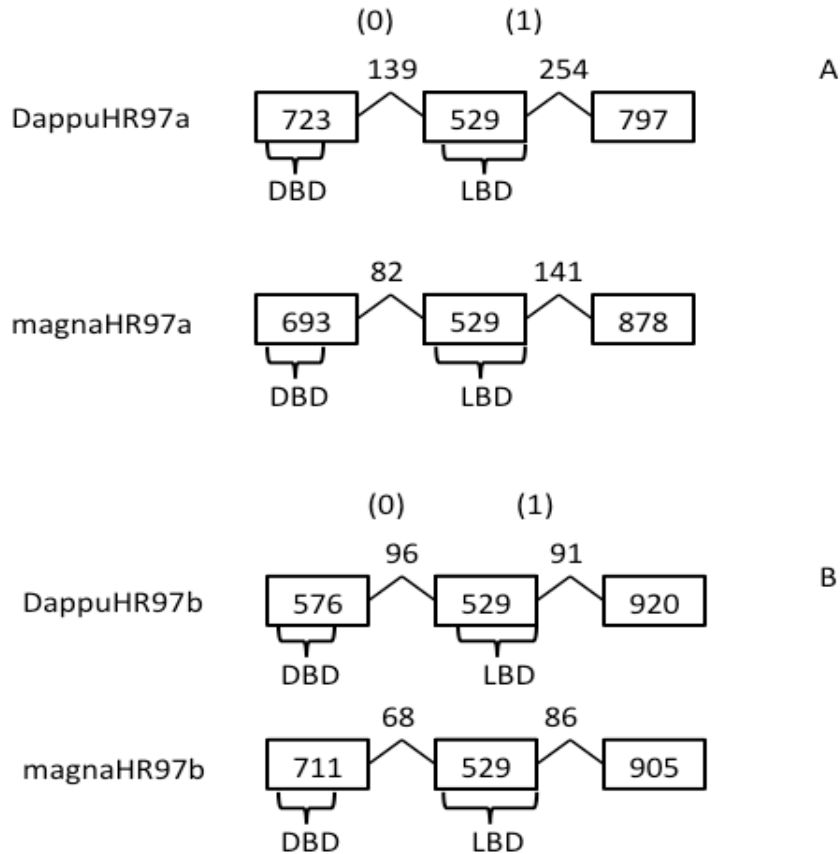 (0) (1)
139 254 A
DappuHR97a 723 529 797
DBD LBD
82 141
magnaHR97a 693 529 878
DBD LBD
(0) (1)
96 91 B
DappuHR97b 576 529 920
DBD LBD
68 86
magnaHR97b 711 529 905
DBD LBD